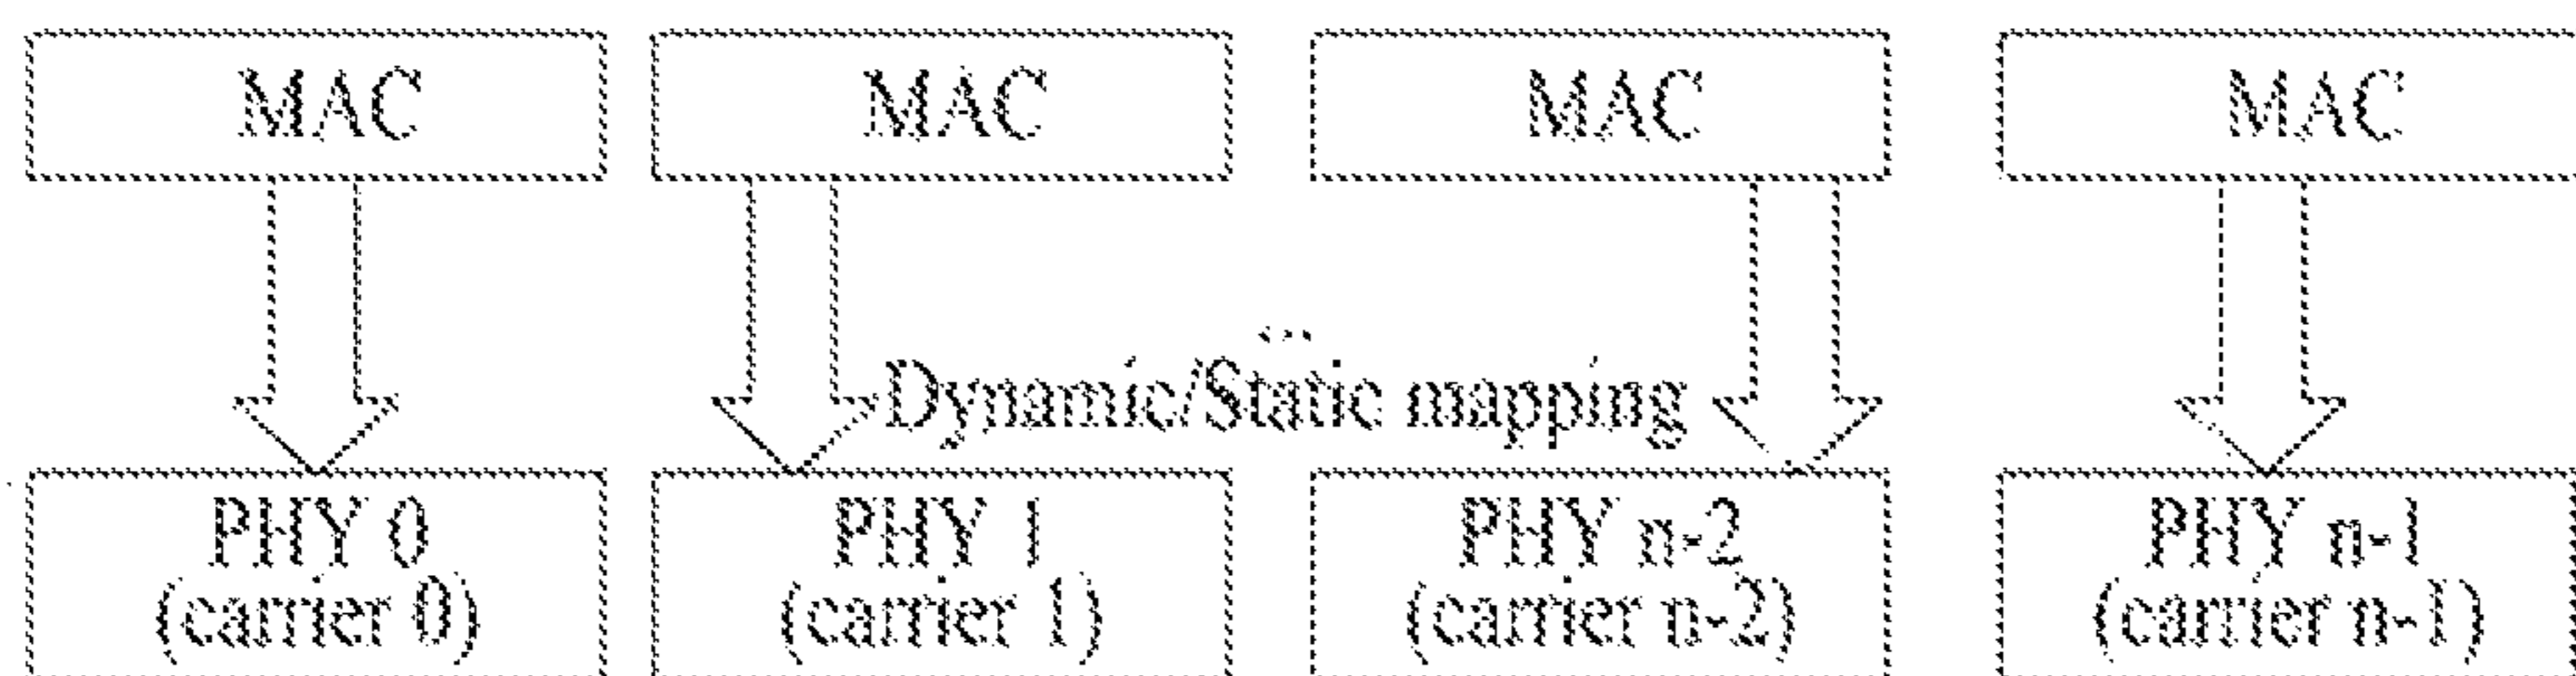 MAC MAC MAC MAC
...
Dynamic/Static mapping
PHY 0 PHY 1 PHY n-2 PHY n-1
(carrier 0) (carrier 1) (carrier n-2) (carrier n-1)